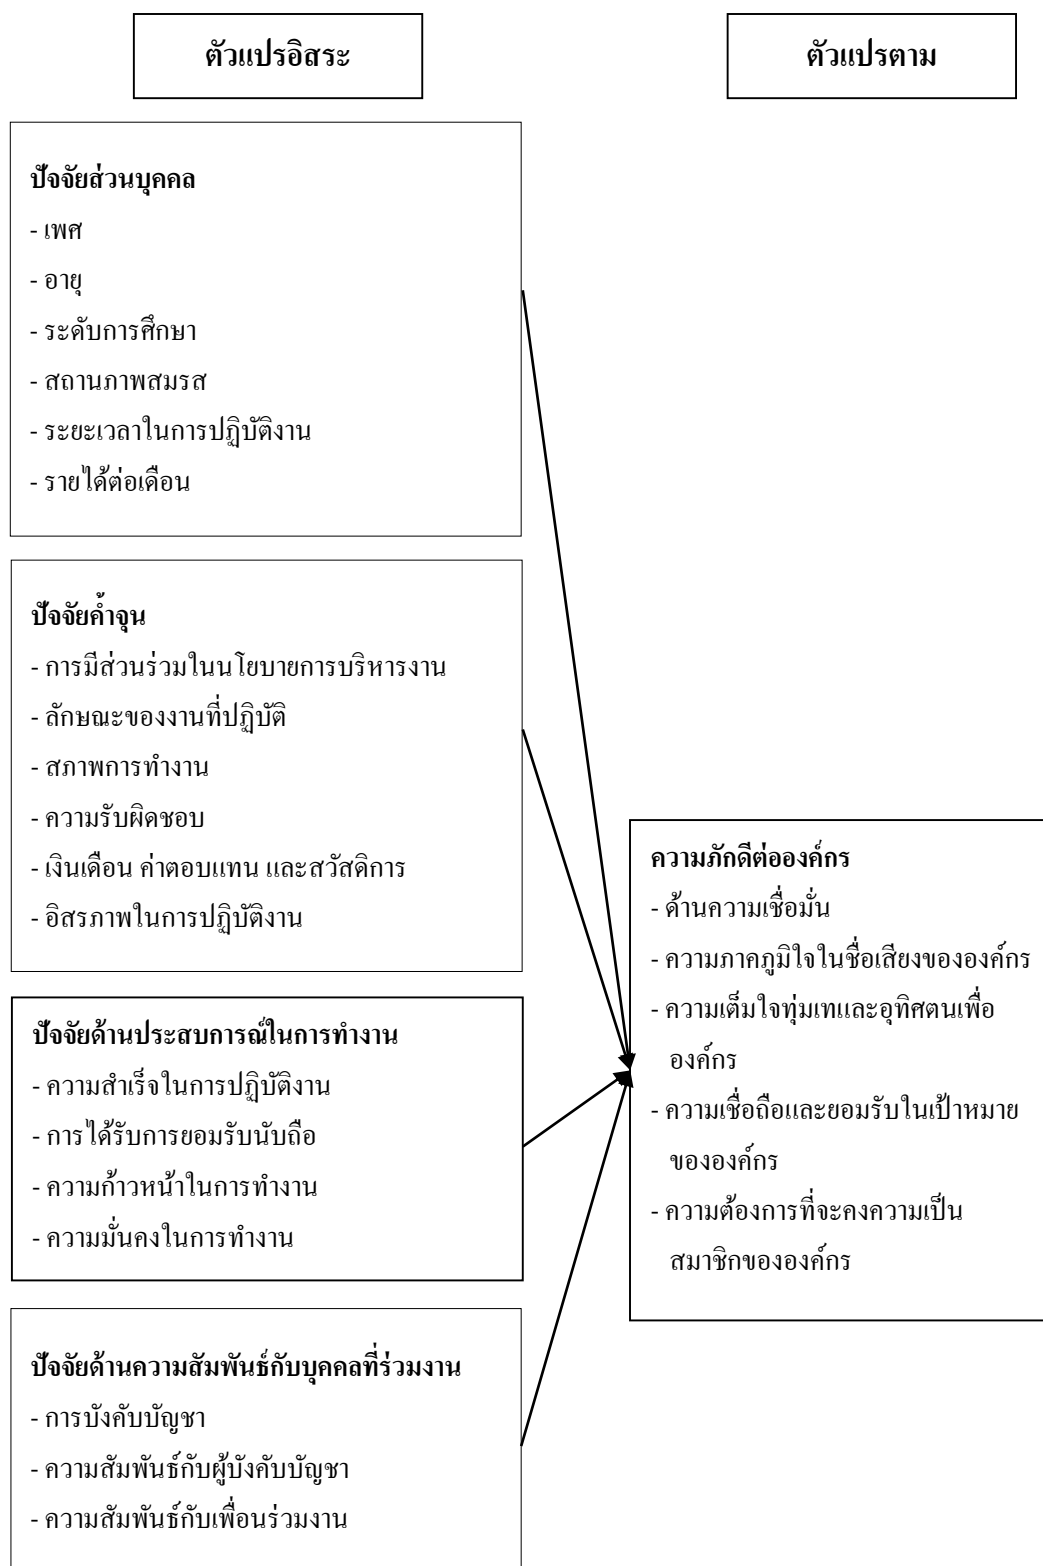 ตัวแปรอิสระ
ตัวแปรตาม
ปัจจัยส่วนบุคคล
- เพศ
- อายุ
- ระดับการศึกษา
- สถานภาพสมรส
- ระยะเวลาในการปฏิบัติงาน
- รายได้ต่อเดือน
ปัจจัยค้ำจุน
- การมีส่วนร่วมในนโยบายการบริหารงาน
- ลักษณะของงานที่ปฏิบัติ
- สภาพการทำงาน
- ความรับผิดชอบ
- เงินเดือน ค่าตอบแทน และสวัสดิการ
- อิสรภาพในการปฏิบัติงาน
ปัจจัยด้านประสบการณ์ในการทำงาน
- ความสำเร็จในการปฏิบัติงาน
- การได้รับการยอมรับนับถือ
- ความก้าวหน้าในการทำงาน
- ความมั่นคงในการทำงาน
ปัจจัยด้านความสัมพันธ์กับบุคคลที่ร่วมงาน
- การบังคับบัญชา
- ความสัมพันธ์กับผู้บังคับบัญชา
- ความสัมพันธ์กับเพื่อนร่วมงาน
ความภักดีต่อองค์กร
- ด้านความเชื่อมั่น
- ความภาคภูมิใจในชื่อเสียงขององค์กร
- ความเต็มใจทุ่มเทและอุทิศตนเพื่อ
องค์กร
- ความเชื่อถือและยอมรับในเป้าหมาย
ขององค์กร
- ความต้องการที่จะคงความเป็น
สมาชิกขององค์กร